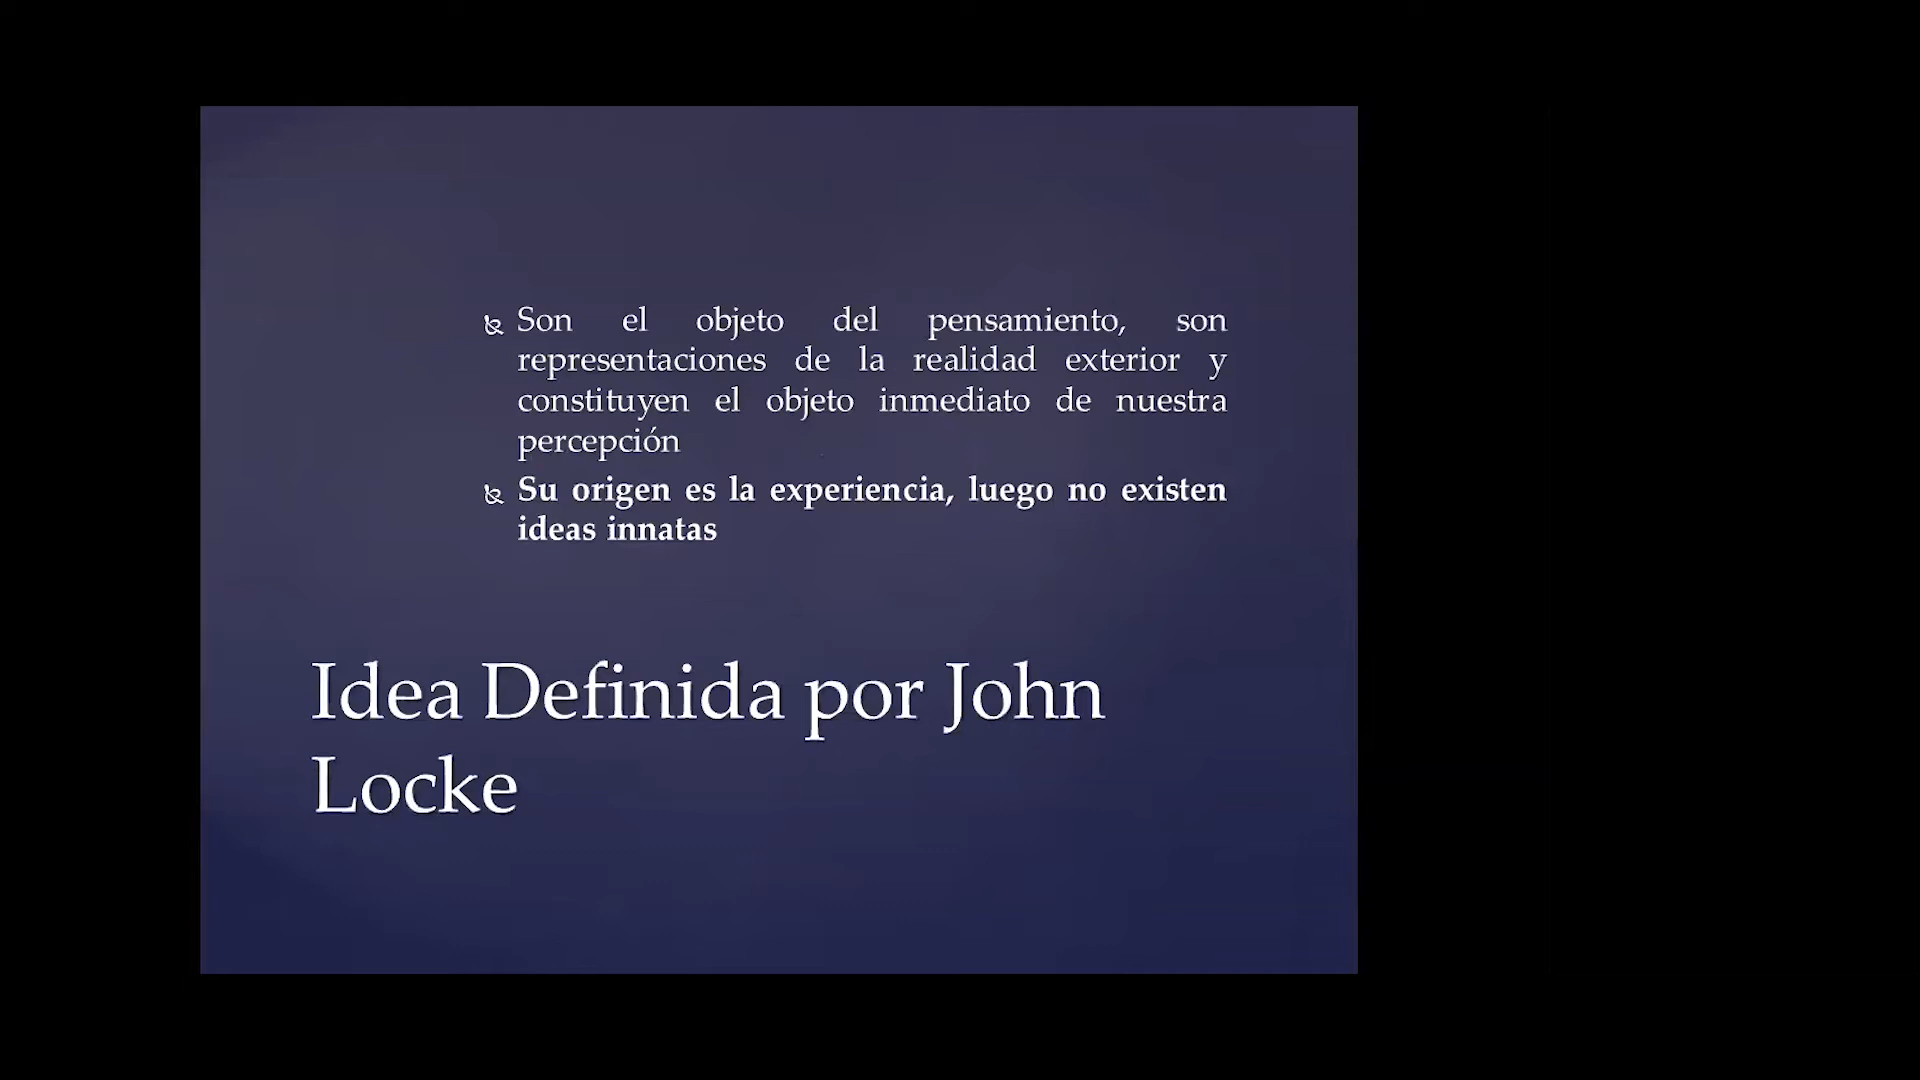 Son el objeto del pensamiento, son
representaciones de la realidad exterior y
constituyen el objeto inmediato de nuestra
percepción
Su origen es la experiencia, luego no existen
ideas innatas
Idea Definida por John
Locke